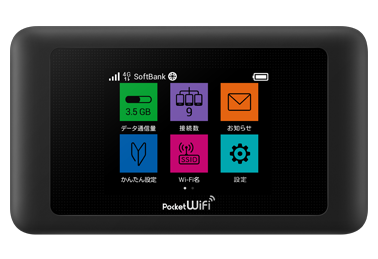 4G SoftBank
3.5 GB
9
データ通信量 接続数 お知らせ
SSID
かんたん設定 Wi-Fi名 設定
Pocket WiFi